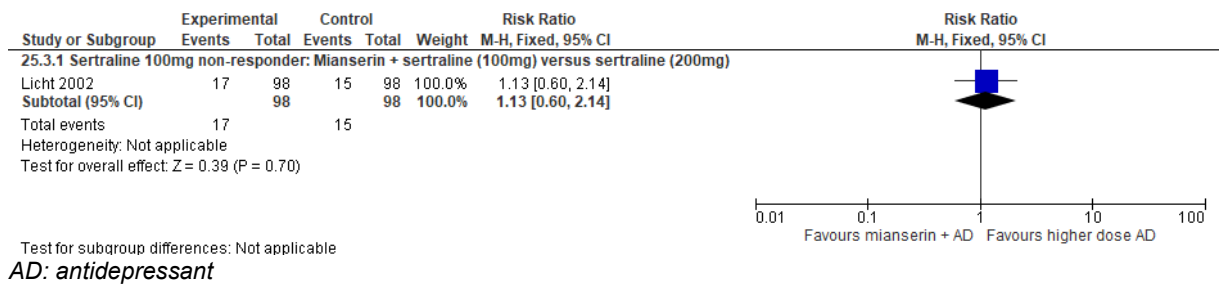 Experimental Control Risk Ratio Risk Ratio
Study or Subgroup Events Total Events Total Weight M-H, Fixed, 95% CI M-H, Fixed, 95% CI
25.3.1 Sertraline 100mg non-responder: Mianserin + sertraline (100mg) versus sertraline (200mg)
Licht 2002 17 98 15 98 100.0% 1.13 [0.60, 2.14]
Subtotal (95% CI) 98 98 100.0% 1.13 [0.60, 2.14]
Total events 17 15
Heterogeneity: Not applicable
Test for overall effect: Z = 0.39 (P = 0.70)
0.01 0.1 1 10 100
Favours mianserin + AD Favours higher dose AD
Test for subgroup differences: Not applicable
AD: antidepressant